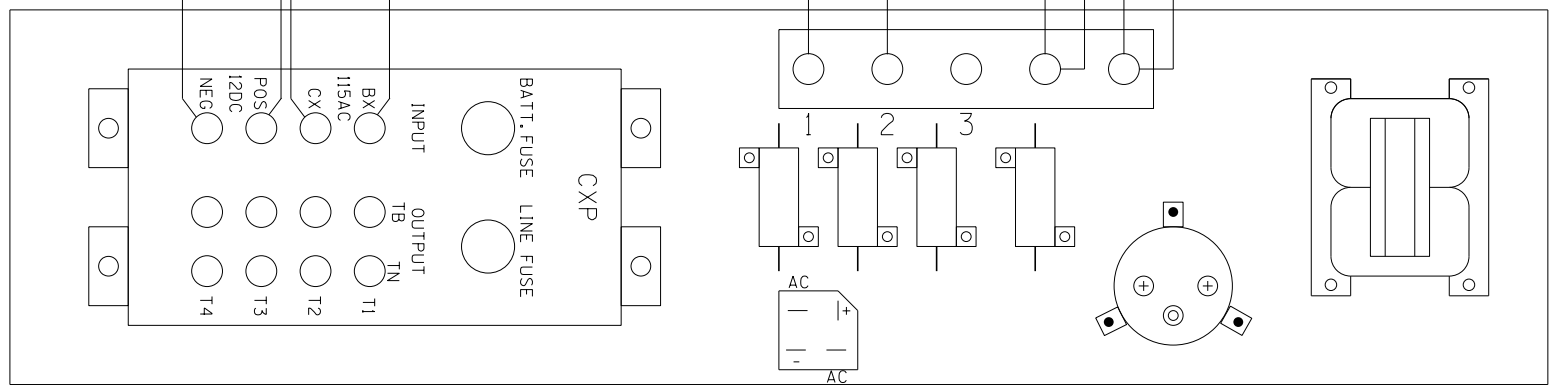 NEG
12DC
POS
CX
115AC
BX
INPUT
BATT.FUSE
CXP
TB
OUTPUT
TN
LINE FUSE
T4
T3
T2
T1
1 2 3
AC
+
-
AC